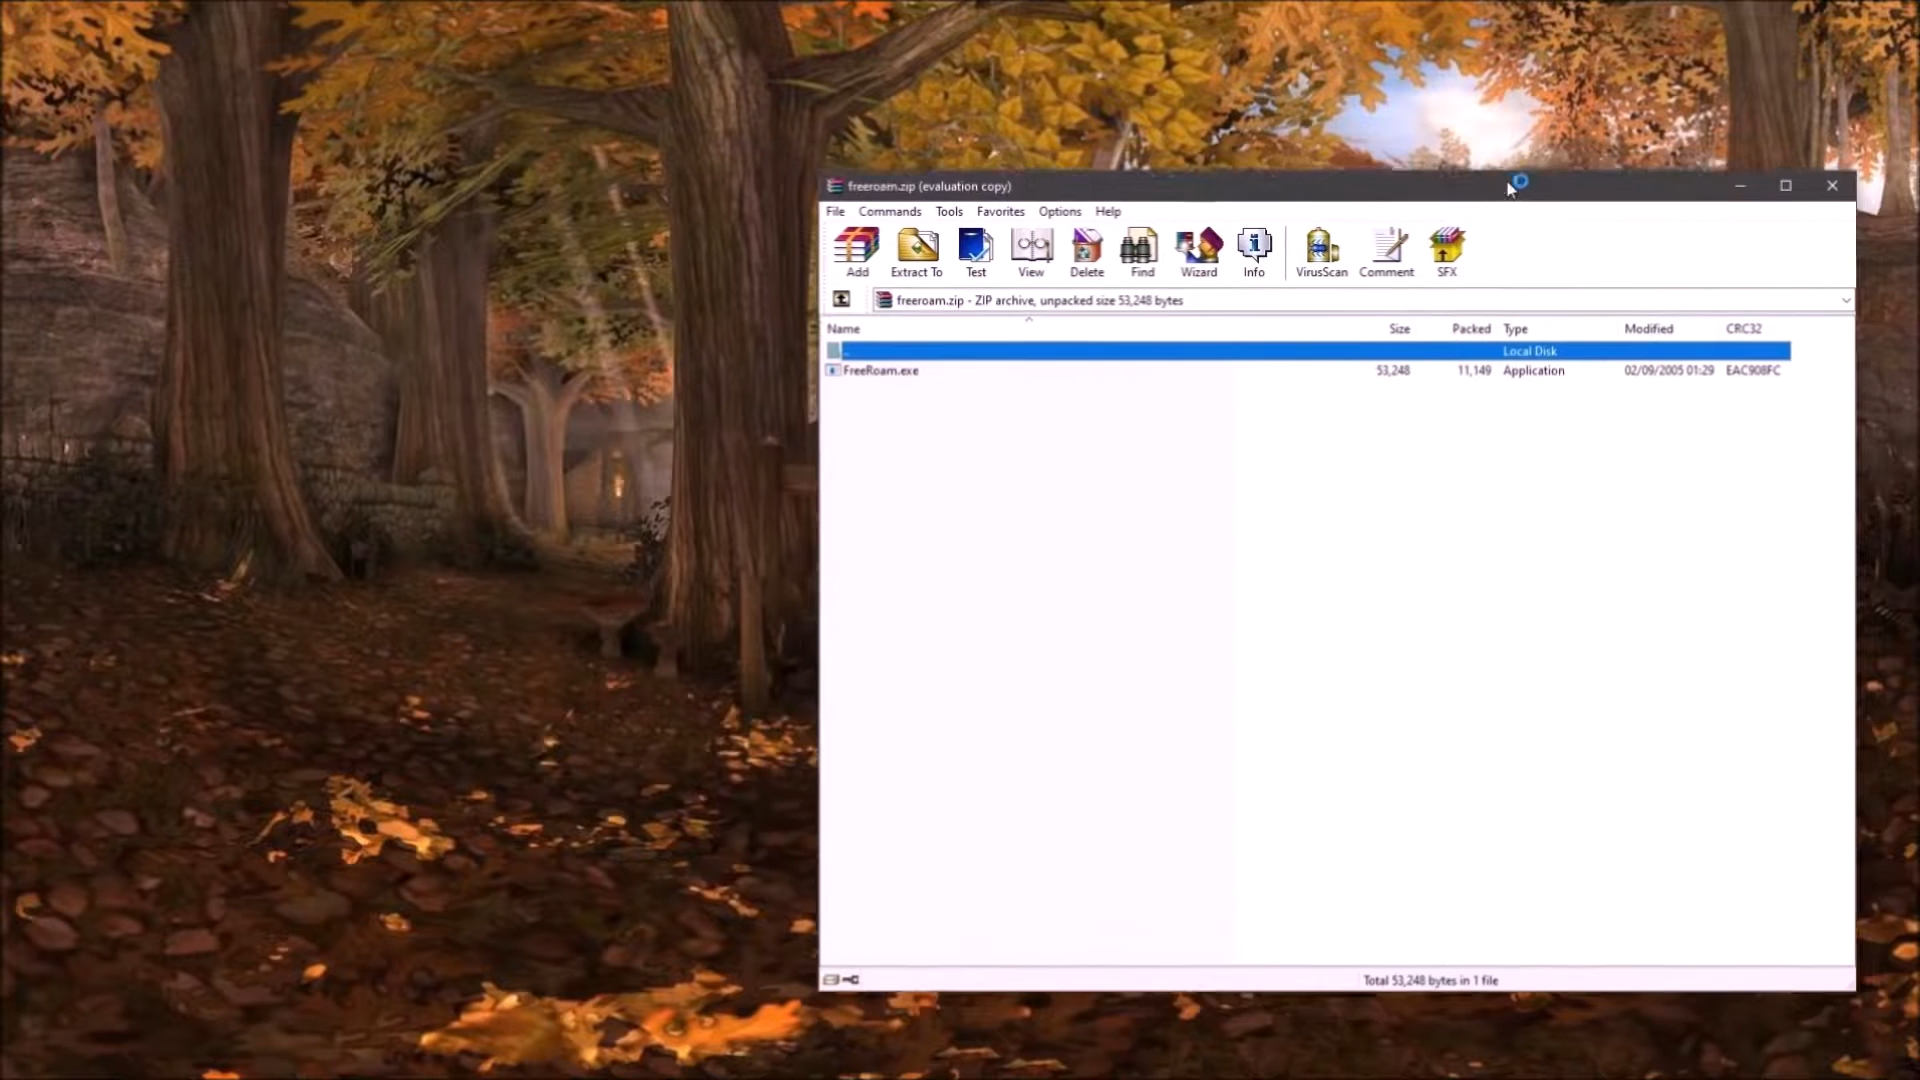 freeroam.zip (evaluation copy)
File Commands Tools Favorites Options Help
Add Extract To Test View Delete Find Wizard Info VirusScan Comment SFX
freeroam.zip - ZIP archive, unpacked size 53,248 bytes
Name Size Packed Type Modified CRC32
.. Local Disk
FreeRoam.exe 53,248 11,149 Application 02/09/2005 01:29 EAC908FC
Total 53,248 bytes in 1 file